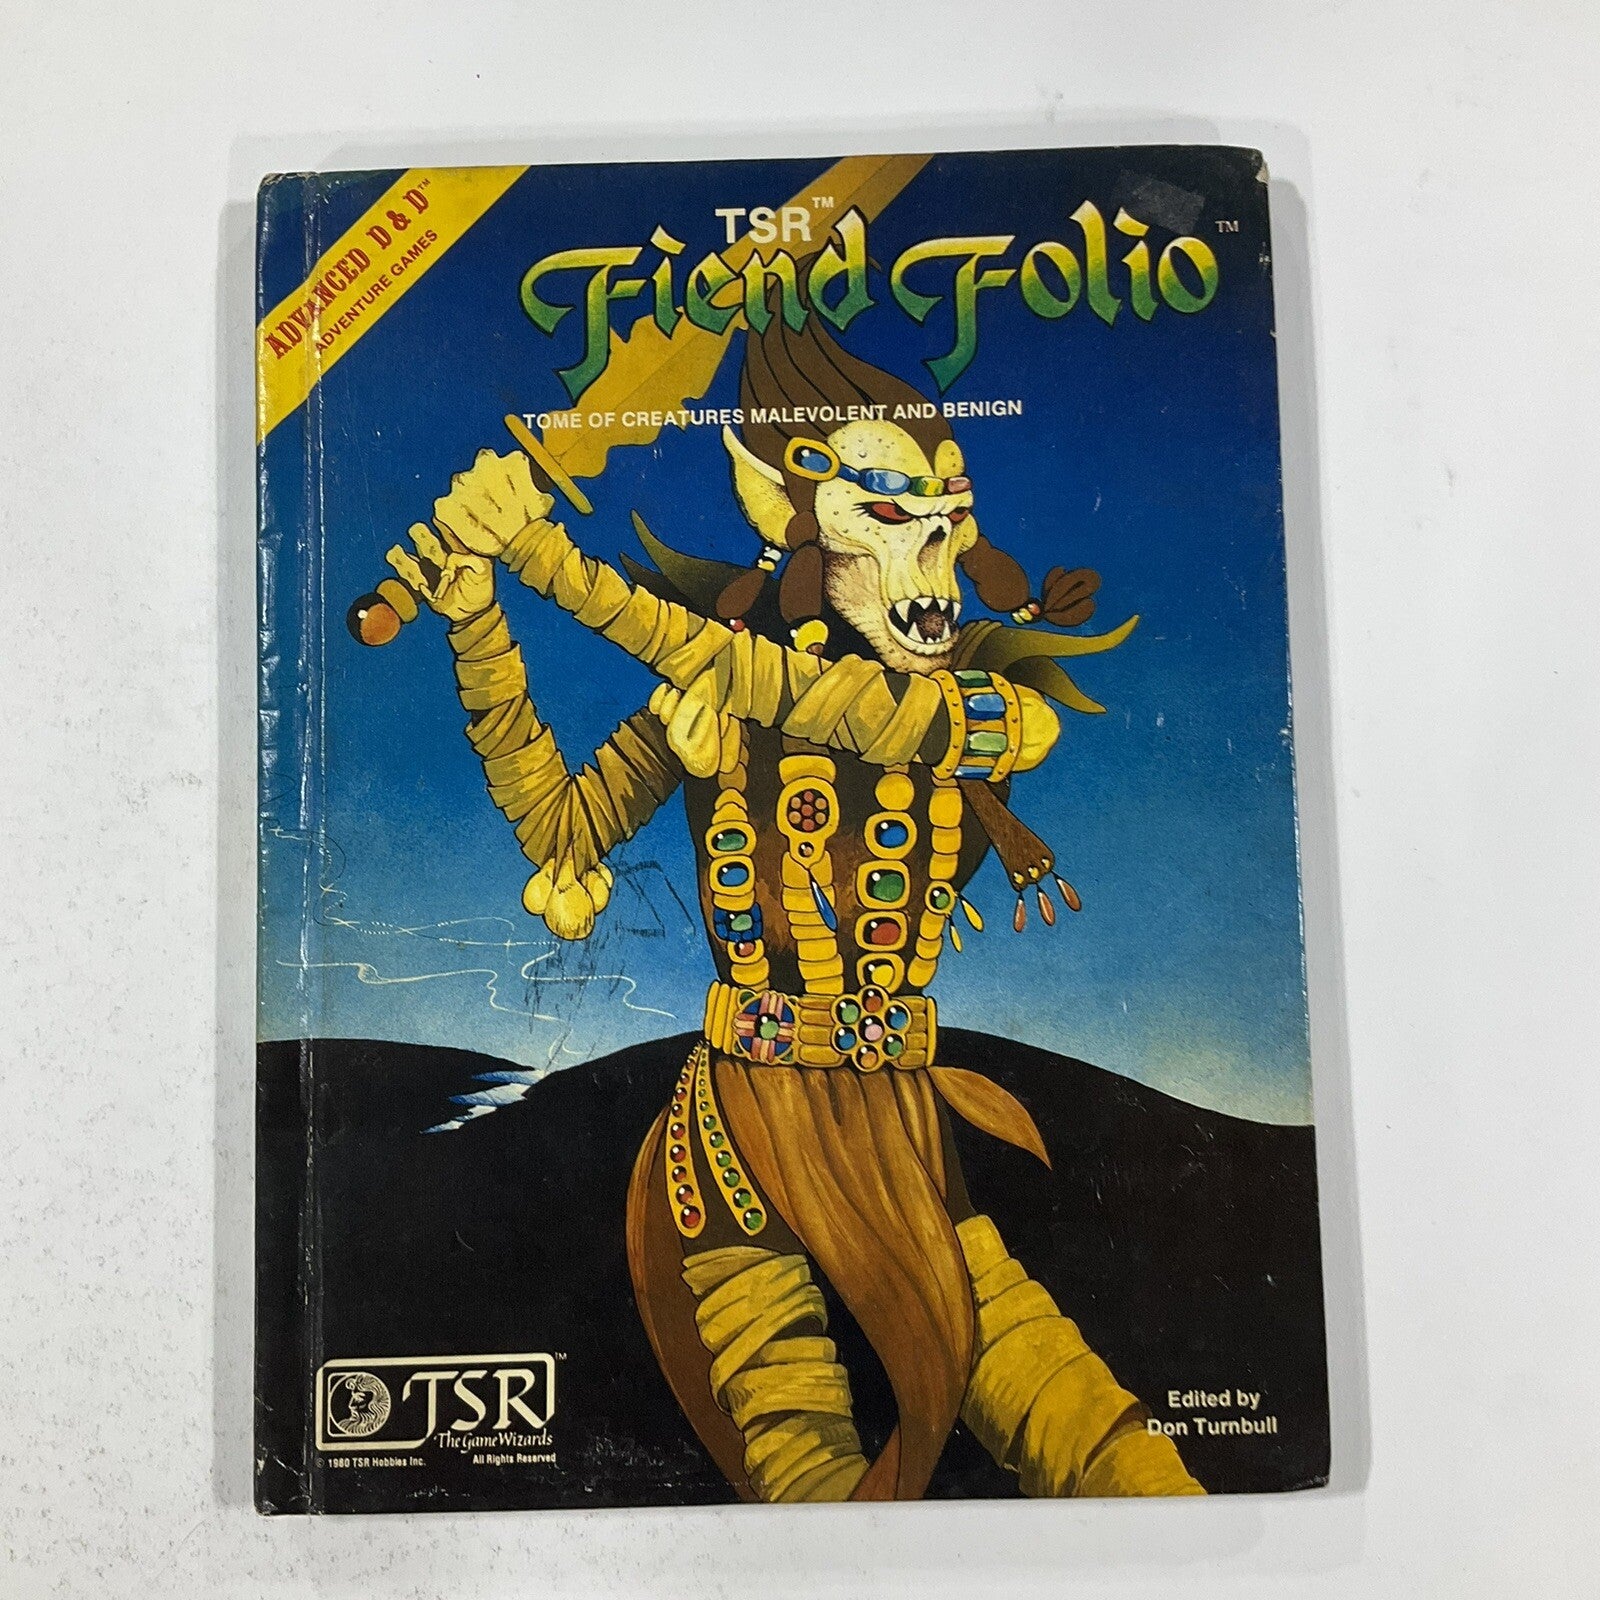 ADVANCED D & D™
ADVENTURE GAMES
TSR™
Fiend Folio™
TOME OF CREATURES MALEVOLENT AND BENIGN
TSR™
The Game Wizards
© 1980 TSR Hobbies Inc. All Rights Reserved
Edited by
Don Turnbull